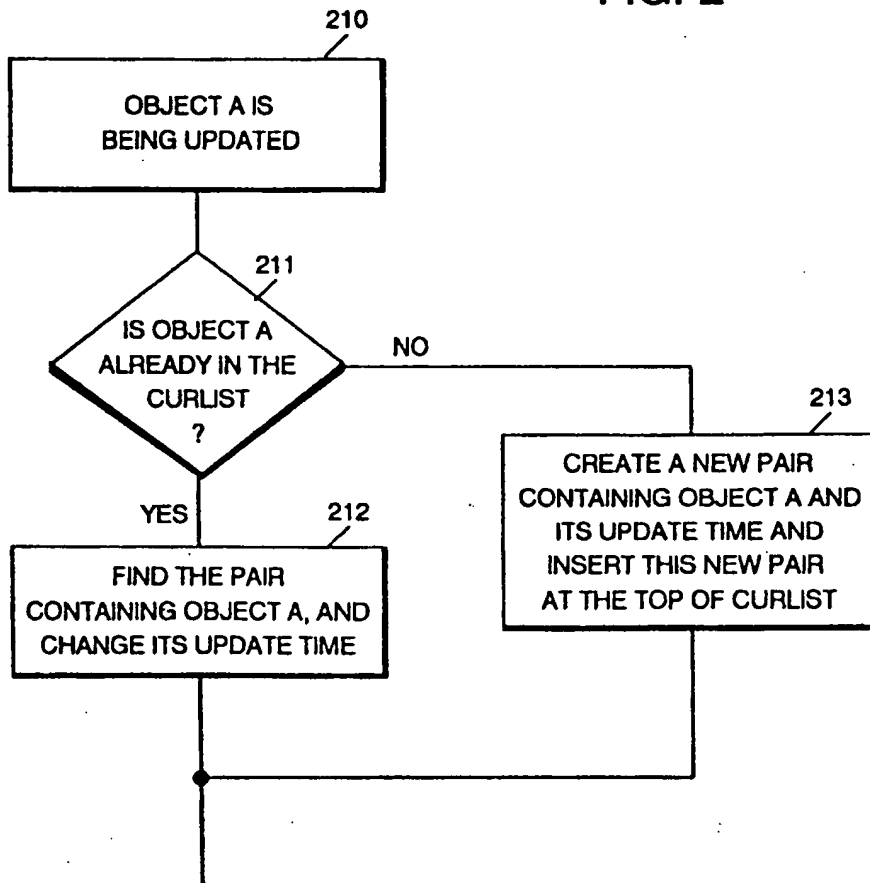 FIG. 2
210
OBJECT A IS
BEING UPDATED
211
IS OBJECT A
ALREADY IN THE
CURLIST
?
NO
YES
213
CREATE A NEW PAIR
CONTAINING OBJECT A AND
ITS UPDATE TIME AND
INSERT THIS NEW PAIR
AT THE TOP OF CURLIST
212
FIND THE PAIR
CONTAINING OBJECT A, AND
CHANGE ITS UPDATE TIME